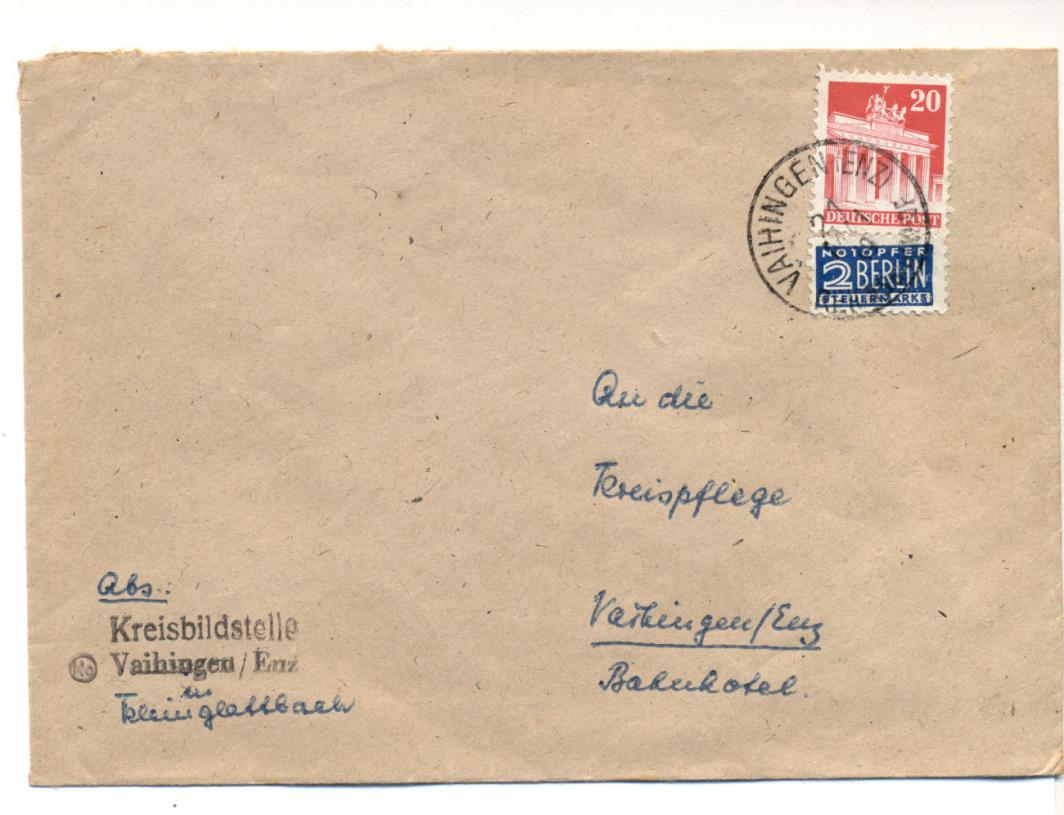 20
DEUTSCHE POST
VAIHINGEN (ENZ)
21
NOTOPFER
2 BERLIN
STEUERMARKE
An die
Kreispflege
Vaihingen/Enz
Bahnhotel.
Abs.:
Kreisbildstelle
Vaihingen/Enz
in
Kleinglattbach